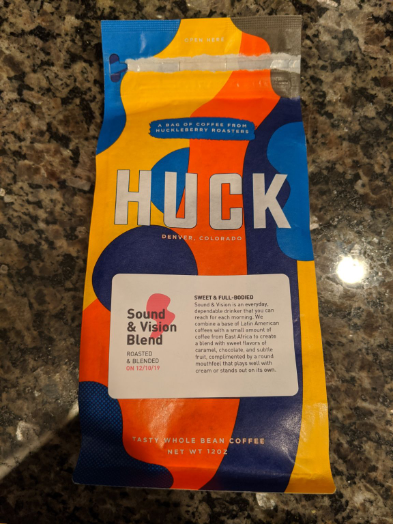 OPEN HERE
A BAG OF COFFEE FROM
HUCKLEBERRY ROASTERS
HUCK
DENVER, COLORADO
Sound
& Vision
Blend
ROASTED
& BLENDED
ON 12/18/19
SWEET & FULL-BODIED
Sound & Vision is an everyday,
dependable drinker that you can
reach for each morning. We
combine a base of Latin American
coffees with a small amount of
coffee from East Africa to create
a blend with sweet flavors of
caramel, chocolate, and subtle
fruit, complimented by a round
mouthfeel that plays well with
cream or stands out on its own.
TASTY WHOLE BEAN COFFEE
NET WT 12OZ